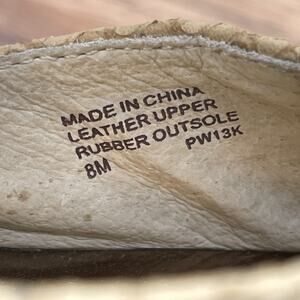 MADE IN CHINA
LEATHER UPPER
RUBBER OUTSOLE
8M PW13K